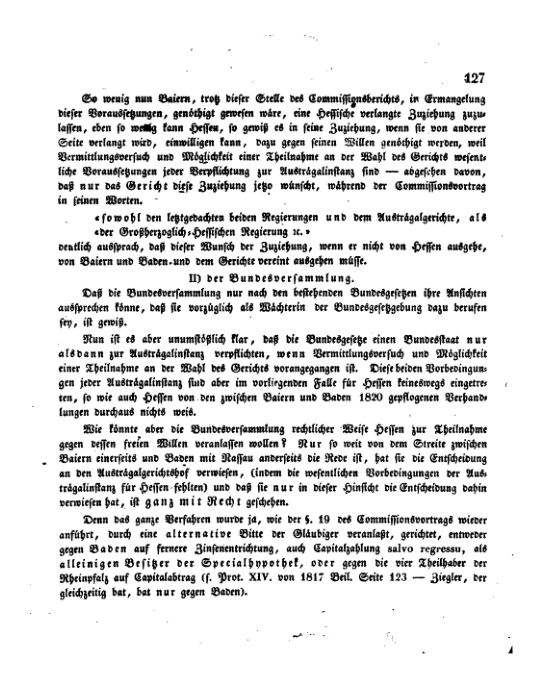 127
So wenig nun Baiern, trotz dieser Stelle des Commissionsberichts, in Ermangelung
dieser Voraussetzungen, genöthigt gewesen wäre, eine Hessische verlangte Zuziehung zuzu-
lassen, eben so wenig kann Hessen, so gewiß es in seine Zuziehung, wenn sie von anderer
Seite verlangt wird, einwilligen kann, dazu gegen seinen Willen genöthigt werden, weil
Vermittlungsversuch und Möglichkeit einer Theilnahme an der Wahl des Gerichts wesent-
liche Voraussetzungen jeder Verpflichtung zur Austrägalinstanz sind — abgesehen davon,
daß nur das Gericht diese Zuziehung jetzo wünscht, während der Commissionsvortrag
in seinen Worten.
«sowohl den letztgedachten beiden Regierungen und dem Austrägalgerichte, als
«der Großherzoglich-Hessischen Regierung ꝛc.»
deutlich aussprach, daß dieser Wunsch der Zuziehung, wenn er nicht von Hessen ausgehe,
von Baiern und Baden und dem Gerichte vereint ausgehen müsse.
II) der Bundesversammlung.
Daß die Bundesversammlung nur nach den bestehenden Bundesgesetzen ihre Ansichten
aussprechen könne, daß sie vorzüglich als Wächterin der Bundesgesetzgebung dazu berufen
sey, ist gewiß.
Nun ist es aber unumstößlich klar, daß die Bundesgesetze einen Bundesstaat nur
alsdann zur Austrägalinstanz verpflichten, wenn Vermittlungsversuch und Möglichkeit
einer Theilnahme an der Wahl des Gerichts vorangegangen ist. Diese beiden Vorbedingun-
gen jeder Austrägalinstanz sind aber im vorliegenden Falle für Hessen keineswegs eingetre-
ten, so wie auch Hessen von den zwischen Baiern und Baden 1820 gepflogenen Verhand-
lungen durchaus nichts weis.
Wie könnte aber die Bundesversammlung rechtlicher Weise Hessen zur Theilnahme
gegen dessen freien Willen veranlassen wollen? Nur so weit von dem Streite zwischen
Baiern einerseits und Baden mit Nassau anderseits die Rede ist, hat sie die Entscheidung
an den Austrägalgerichtshof verwiesen, (indem die wesentlichen Vorbedingungen der Aus-
trägalinstanz für Hessen fehlten) und daß sie nur in dieser Hinsicht die Entscheidung dahin
verwiesen hat, ist ganz mit Recht geschehen.
Denn das ganze Verfahren wurde ja, wie der §. 19 des Commissionsvortrags wieder
anführt, durch eine alternative Bitte der Gläubiger veranlaßt, gerichtet, entweder
gegen Baden auf fernere Zinsenentrichtung, auch Capitalzahlung salvo regressu, als
alleinigen Besitzer der Specialhypothek, oder gegen die vier Theilhaber der
Rheinpfalz auf Capitalabtrag (s. Prot. XIV. von 1817 Beil. Seite 123 — Ziegler, der
gleichzeitig bat, bat nur gegen Baden).